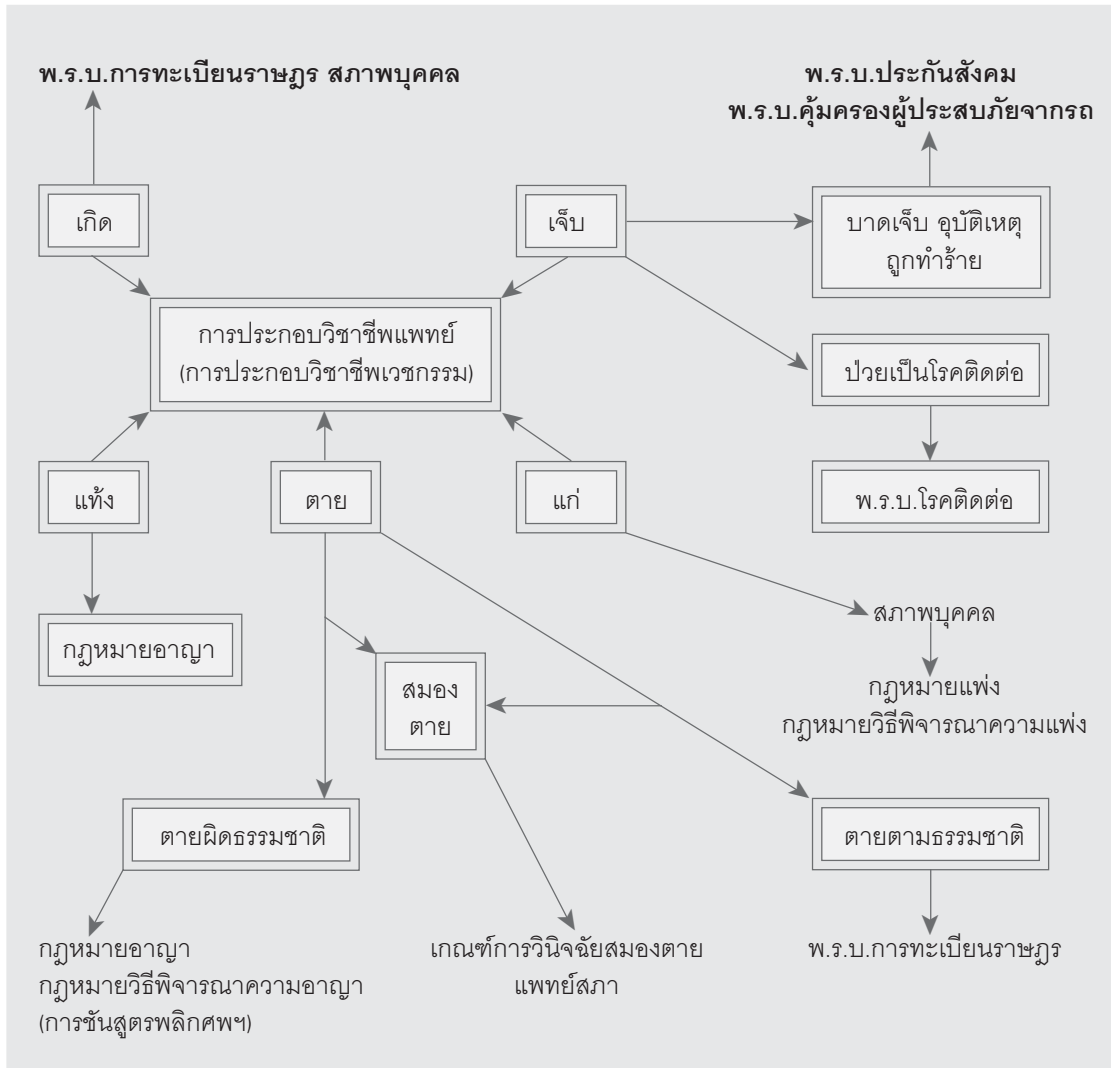 พ.ร.บ.การทะเบียนราษฎร สภาพบุคคล
พ.ร.บ.ประกันสังคม
พ.ร.บ.คุ้มครองผู้ประสบภัยจากรถ
เกิด
เจ็บ
บาดเจ็บ อุบัติเหตุ
ถูกทำร้าย
การประกอบวิชาชีพแพทย์
(การประกอบวิชาชีพเวชกรรม)
ป่วยเป็นโรคติดต่อ
แท้ง
ตาย
แก่
พ.ร.บ.โรคติดต่อ
สภาพบุคคล
กฎหมายอาญา
สมอง
ตาย
กฎหมายแพ่ง
กฎหมายวิธีพิจารณาความแพ่ง
ตายผิดธรรมชาติ
ตายตามธรรมชาติ
กฎหมายอาญา
กฎหมายวิธีพิจารณาความอาญา
(การชันสูตรพลิกศพฯ)
เกณฑ์การวินิจฉัยสมองตาย
แพทย์สภา
พ.ร.บ.การทะเบียนราษฎร